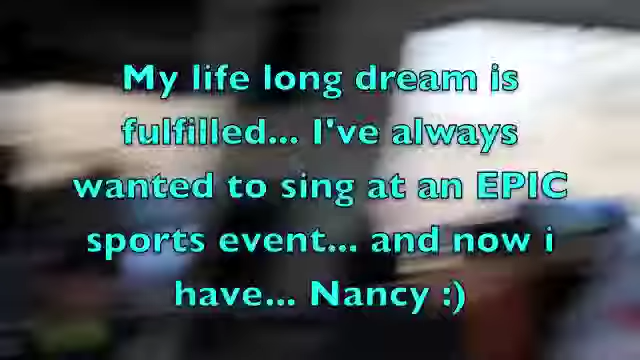 My life long dream is
fulfilled... I've always
wanted to sing at an EPIC
sports event... and now i
have... Nancy :)